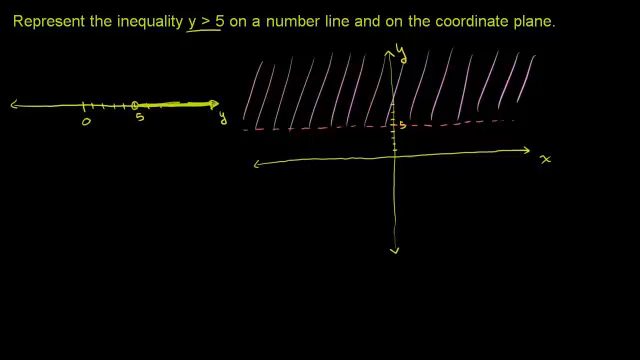 Represent the inequality y > 5 on a number line and on the coordinate plane.
y
0
5
y
5
x